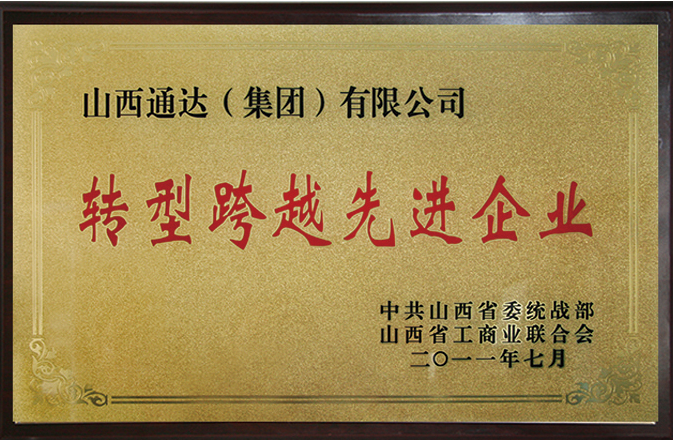 山西通达（集团）有限公司
转型跨越先进企业
中共山西省委统战部
山西省工商业联合会
二〇一一年七月